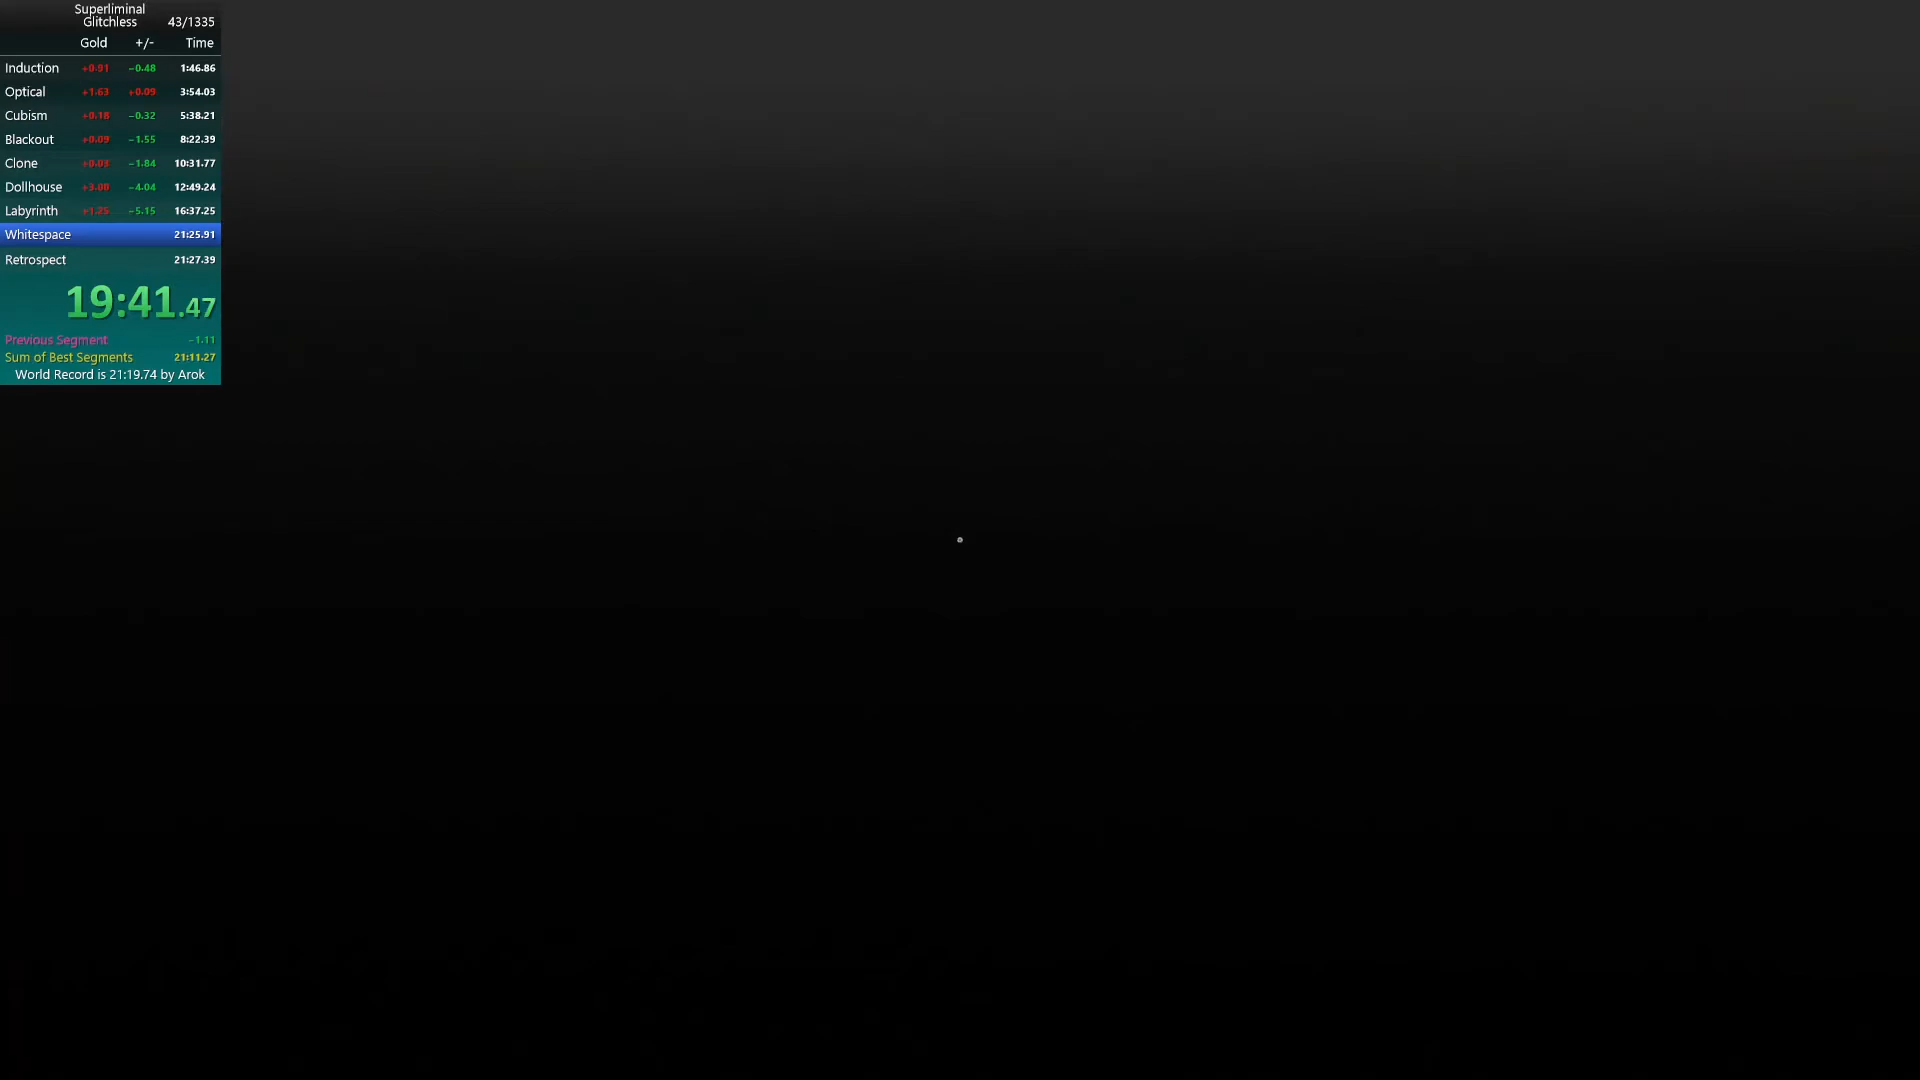 Superliminal
Glitchless 43/1335
Gold +/- Time
Induction +0.91 −0.48 1:46.86
Optical +1.63 +0.09 3:54.03
Cubism +0.18 −0.32 5:38.21
Blackout +0.09 −1.55 8:22.39
Clone +0.03 −1.84 10:31.77
Dollhouse +3.00 −4.04 12:49.24
Labyrinth +1.25 −5.15 16:37.25
Whitespace 21:25.91
Retrospect 21:27.39
19:41.47
Previous Segment −1.11
Sum of Best Segments 21:11.27
World Record is 21:19.74 by Arok